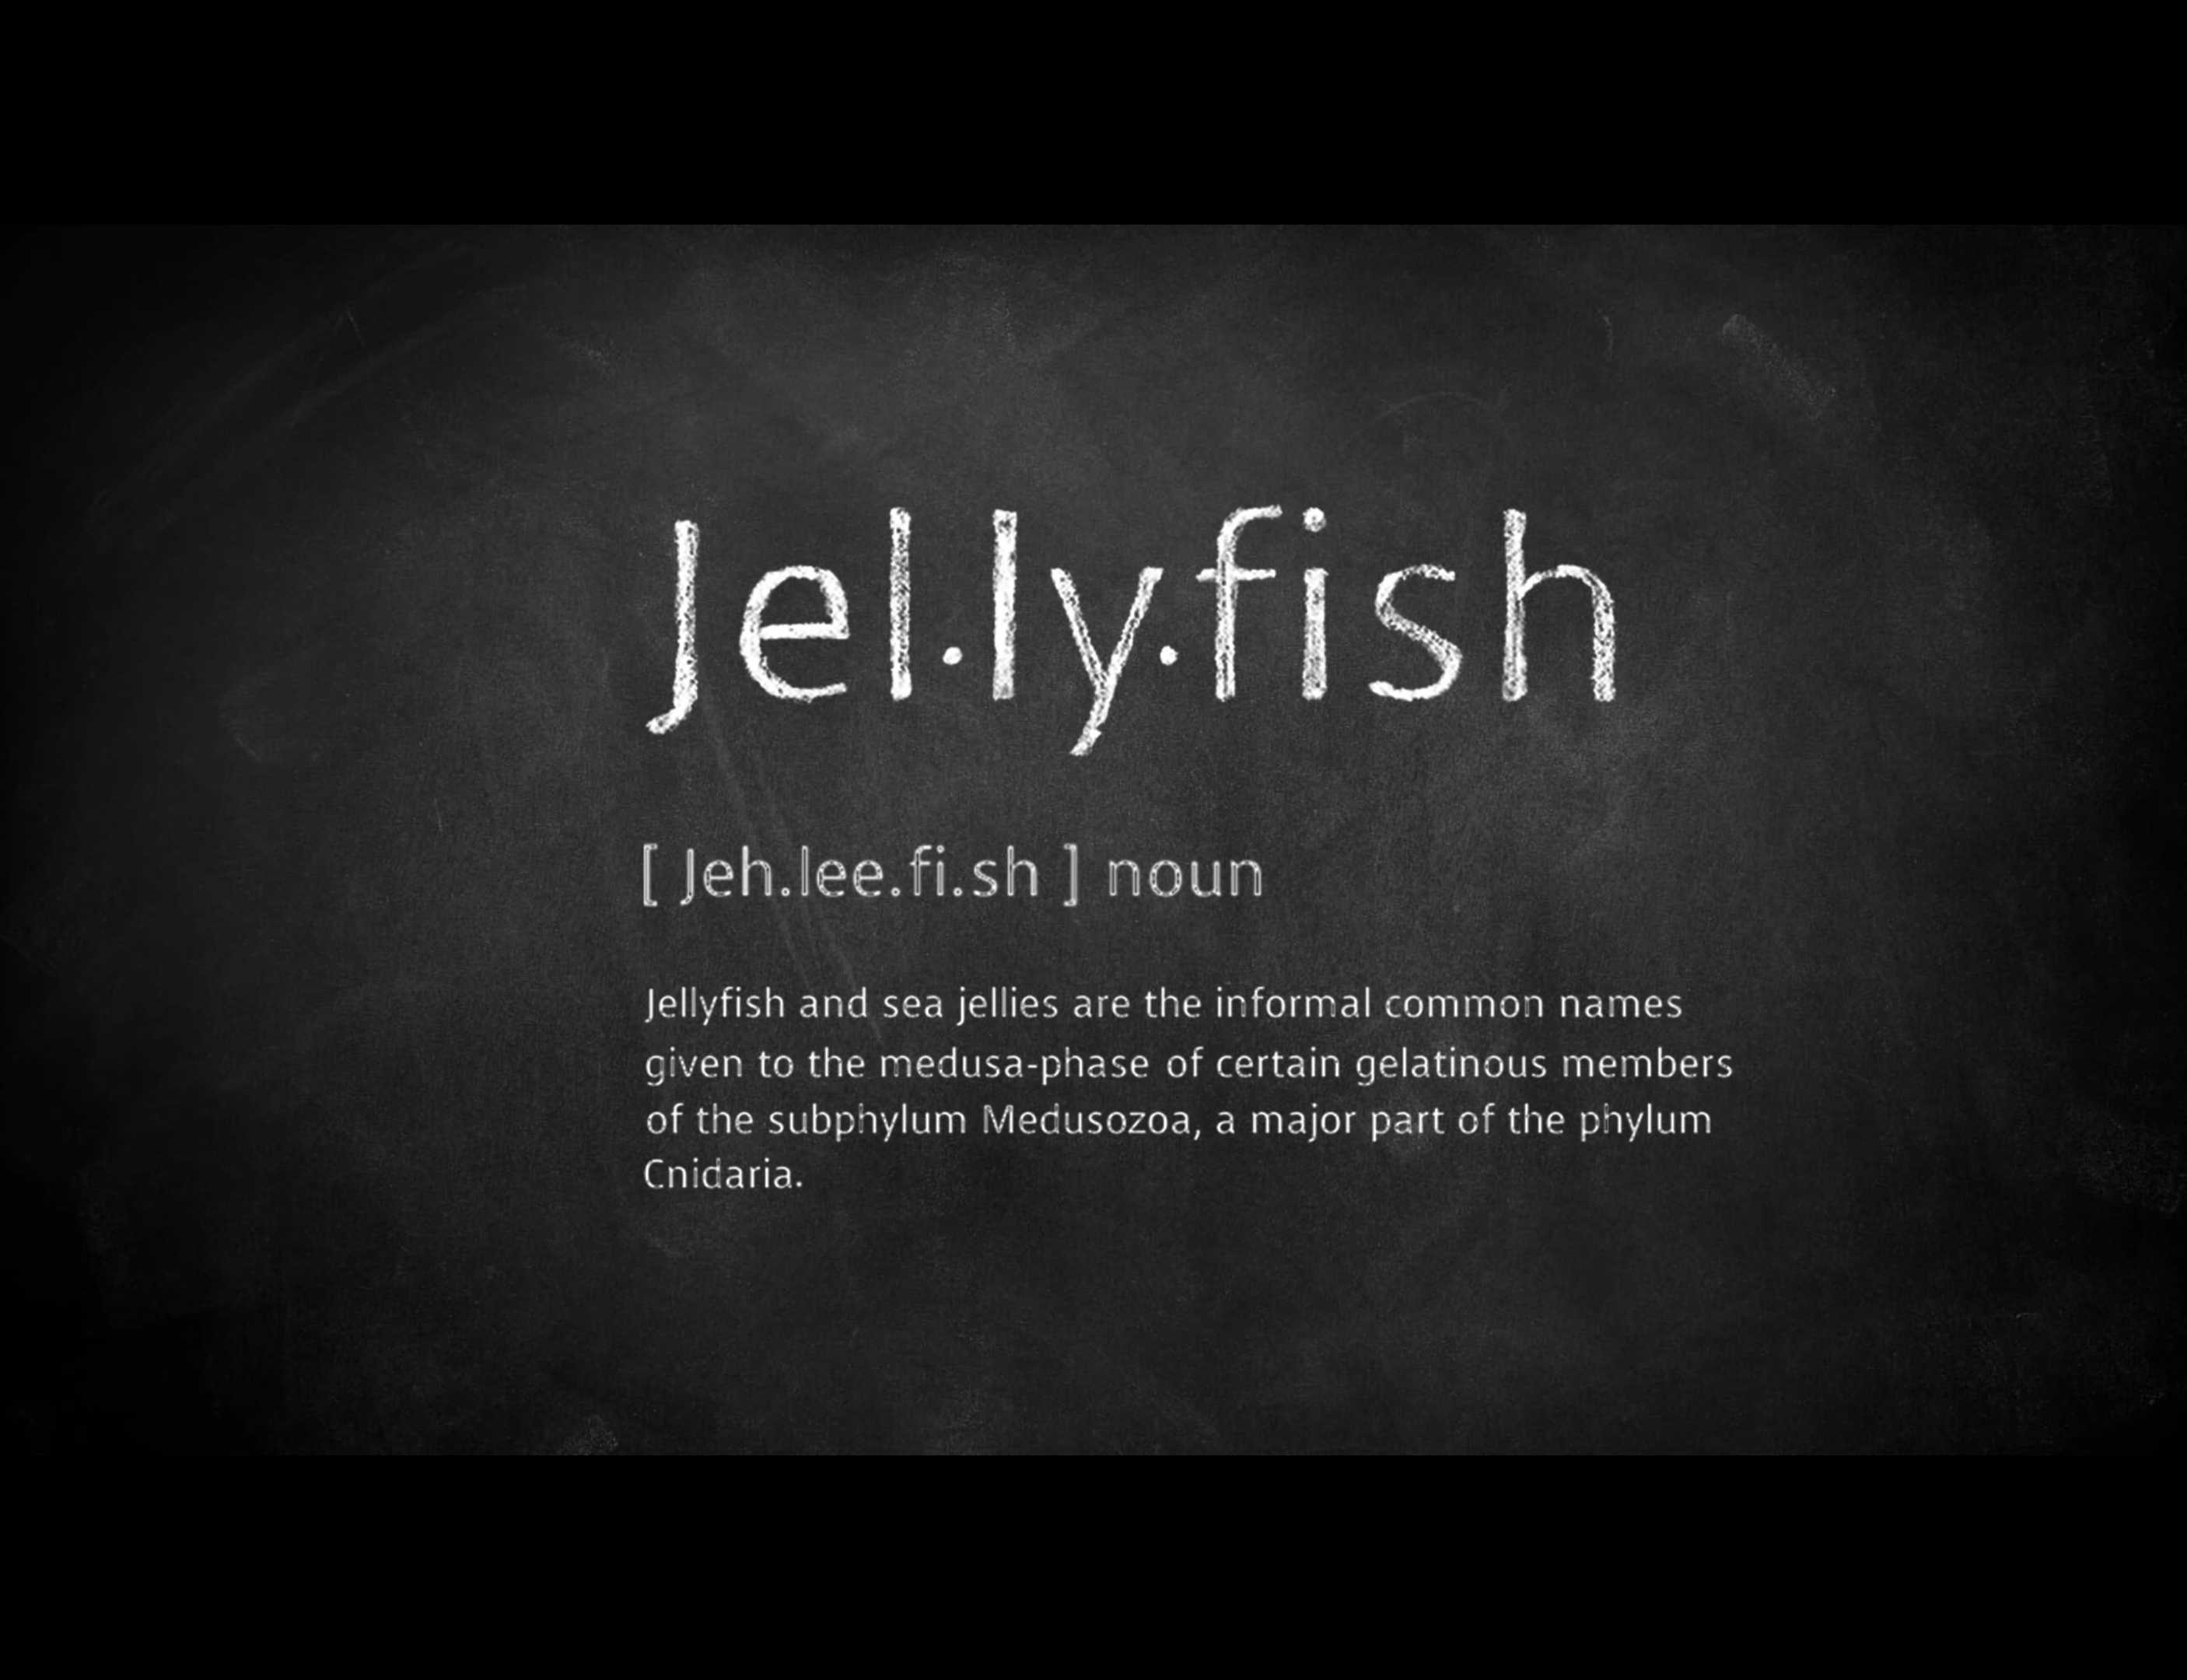 Jel·ly·fish
[ Jeh.lee.fi.sh ] noun
Jellyfish and sea jellies are the informal common names
given to the medusa-phase of certain gelatinous members
of the subphylum Medusozoa, a major part of the phylum
Cnidaria.